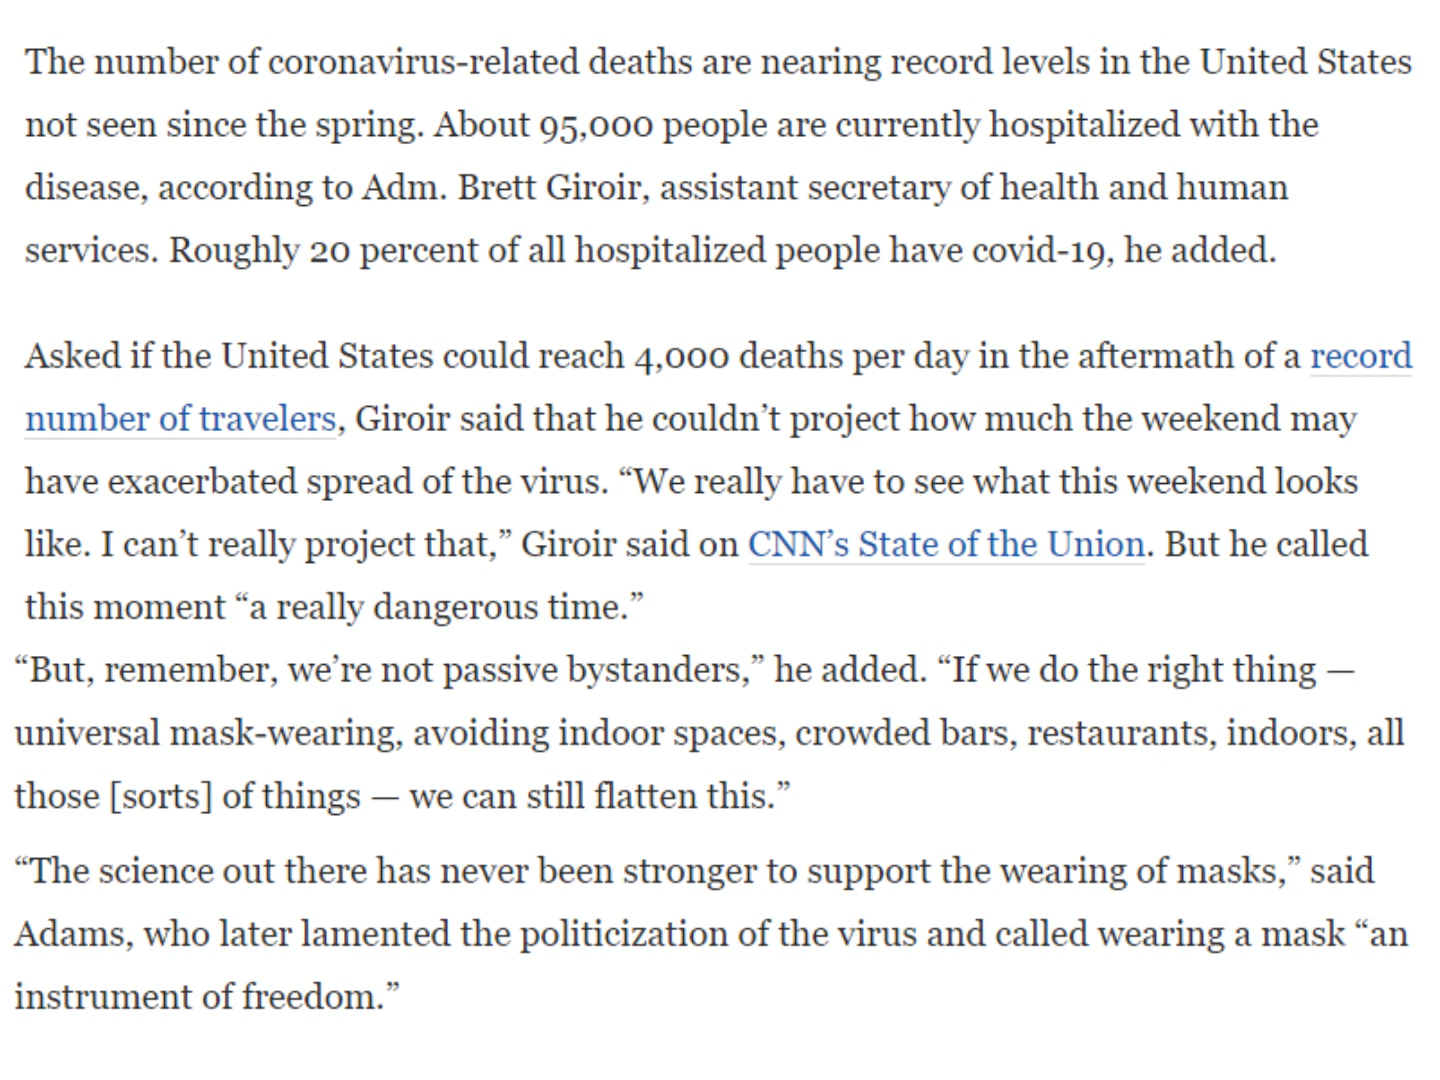 The number of coronavirus-related deaths are nearing record levels in the United States
not seen since the spring. About 95,000 people are currently hospitalized with the
disease, according to Adm. Brett Giroir, assistant secretary of health and human
services. Roughly 20 percent of all hospitalized people have covid-19, he added.
Asked if the United States could reach 4,000 deaths per day in the aftermath of a record
number of travelers, Giroir said that he couldn’t project how much the weekend may
have exacerbated spread of the virus. “We really have to see what this weekend looks
like. I can’t really project that,” Giroir said on CNN’s State of the Union. But he called
this moment “a really dangerous time.”
“But, remember, we’re not passive bystanders,” he added. “If we do the right thing —
universal mask-wearing, avoiding indoor spaces, crowded bars, restaurants, indoors, all
those [sorts] of things — we can still flatten this.”
“The science out there has never been stronger to support the wearing of masks,” said
Adams, who later lamented the politicization of the virus and called wearing a mask “an
instrument of freedom.”